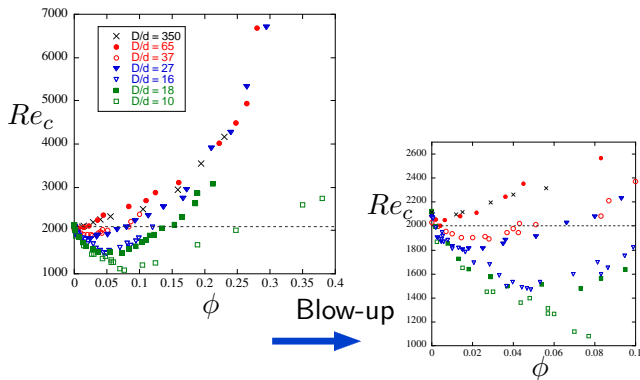 7000
6000
5000
4000
3000
2000
1000
Re_c
D/d = 350
D/d = 65
D/d = 37
D/d = 27
D/d = 16
D/d = 18
D/d = 10
0 0.05 0.1 0.15 0.2 0.25 0.3 0.35 0.4
ϕ
Blow-up
2600
2400
2200
2000
1800
1600
1400
1200
1000
Re_c
0 0.02 0.04 0.06 0.08 0.1
ϕ